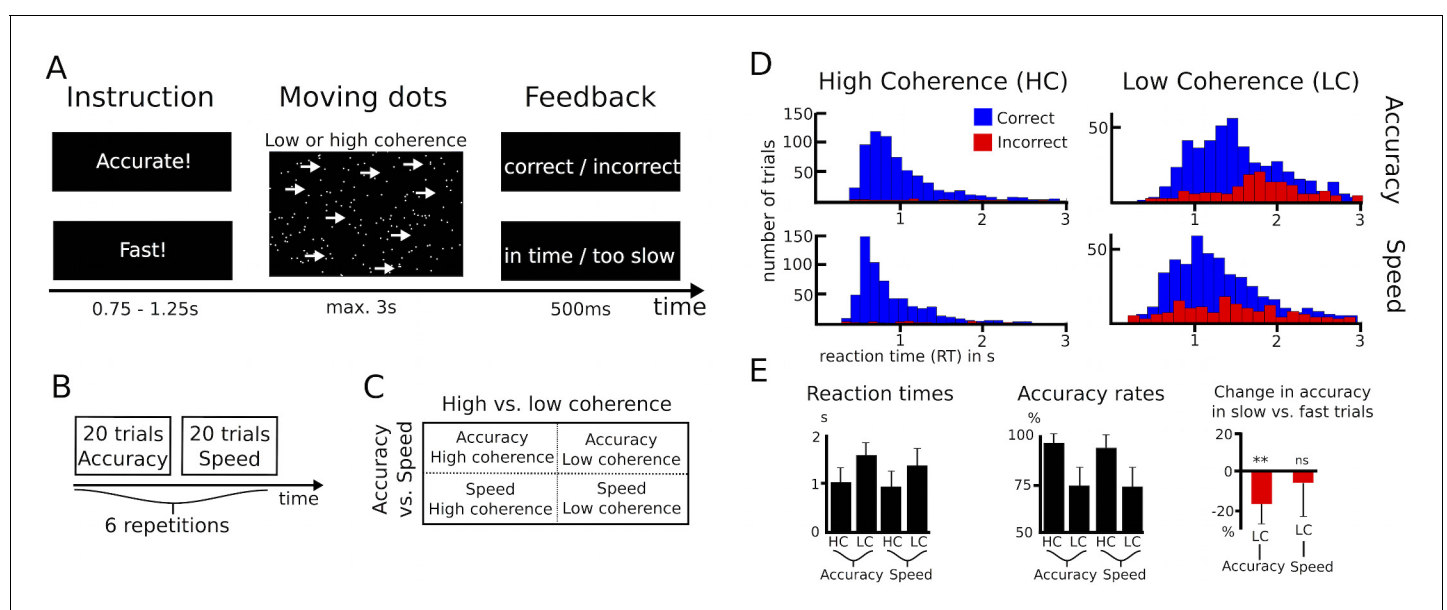 A
Instruction
Moving dots
Feedback
Low or high coherence
Accurate!
correct / incorrect
Fast!
in time / too slow
0.75 - 1.25s
max. 3s
500ms
time
B
20 trials
Accuracy
20 trials
Speed
time
6 repetitions
C
High vs. low coherence
Accuracy
vs. Speed
Accuracy
High coherence
Accuracy
Low coherence
Speed
High coherence
Speed
Low coherence
D
High Coherence (HC)
Low Coherence (LC)
Correct
Incorrect
number of trials
150
100
50
1
2
3
50
1
2
3
Accuracy
150
100
50
1
2
3
50
1
2
3
Speed
reaction time (RT) in s
E
Reaction times
s
2
1
0
HC LC HC LC
Accuracy Speed
Accuracy rates
%
100
75
50
HC LC HC LC
Accuracy Speed
Change in accuracy
in slow vs. fast trials
20
0
-20
%
** ns
LC LC
Accuracy Speed